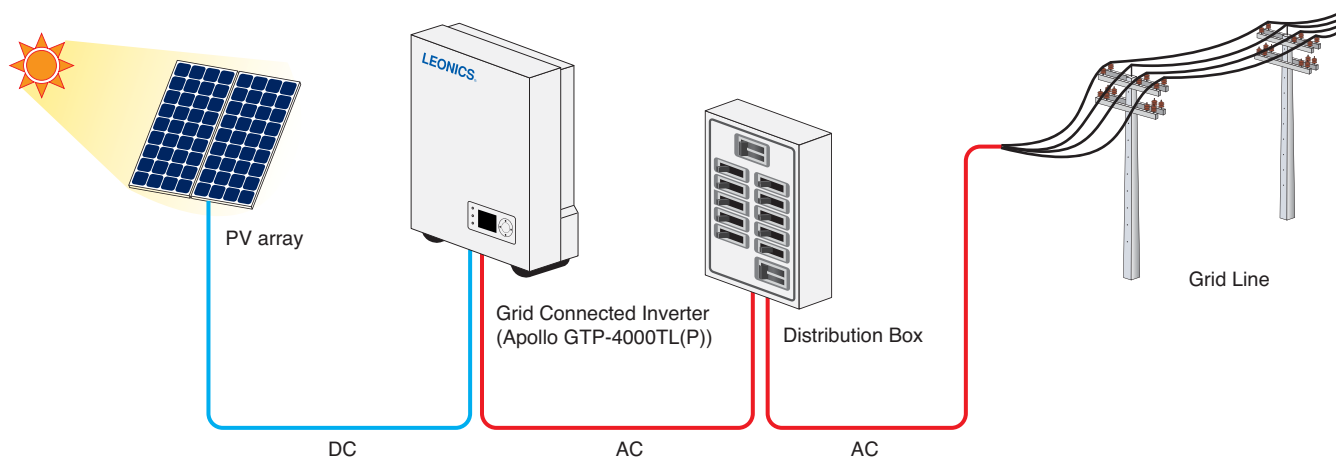 LEONICS
PV array
Grid Connected Inverter
(Apollo GTP-4000TL(P))
Distribution Box
Grid Line
DC
AC
AC